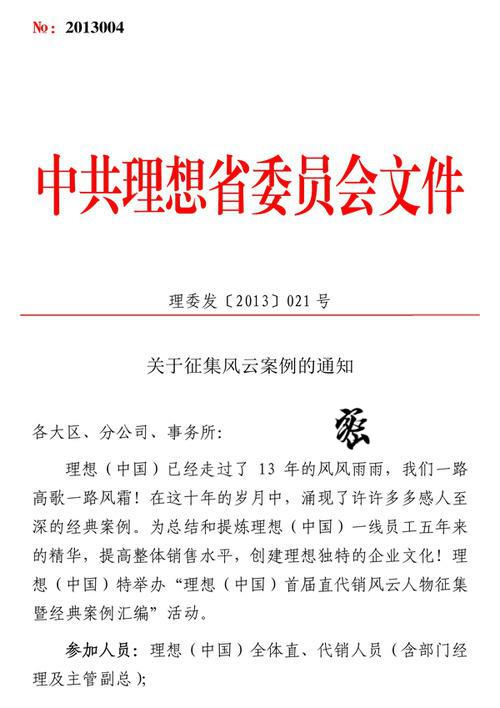 No：2013004
中共理想省委员会文件
理委发〔2013〕021 号
关于征集风云案例的通知
各大区、分公司、事务所：
理想（中国）已经走过了 13 年的风风雨雨，我们一路
高歌一路风霜！在这十年的岁月中，涌现了许许多多感人至
深的经典案例。为总结和提炼理想（中国）一线员工五年来
的精华，提高整体销售水平，创建理想独特的企业文化！理
想（中国）特举办“理想（中国）首届直代销风云人物征集
暨经典案例汇编”活动。
参加人员：理想（中国）全体直、代销人员（含部门经
理及主管副总）；